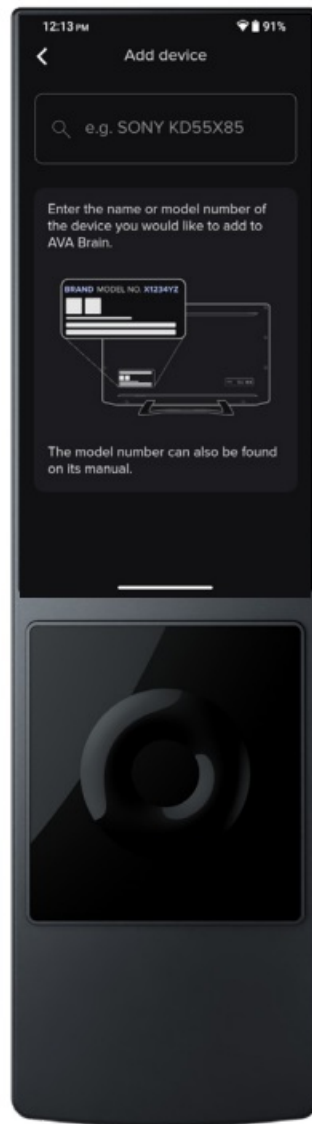 12:13 PM 91%
Add device
e.g. SONY KD55X85
Enter the name or model number of
the device you would like to add to
AVA Brain.
BRAND MODEL NO. X1234YZ
The model number can also be found
on its manual.